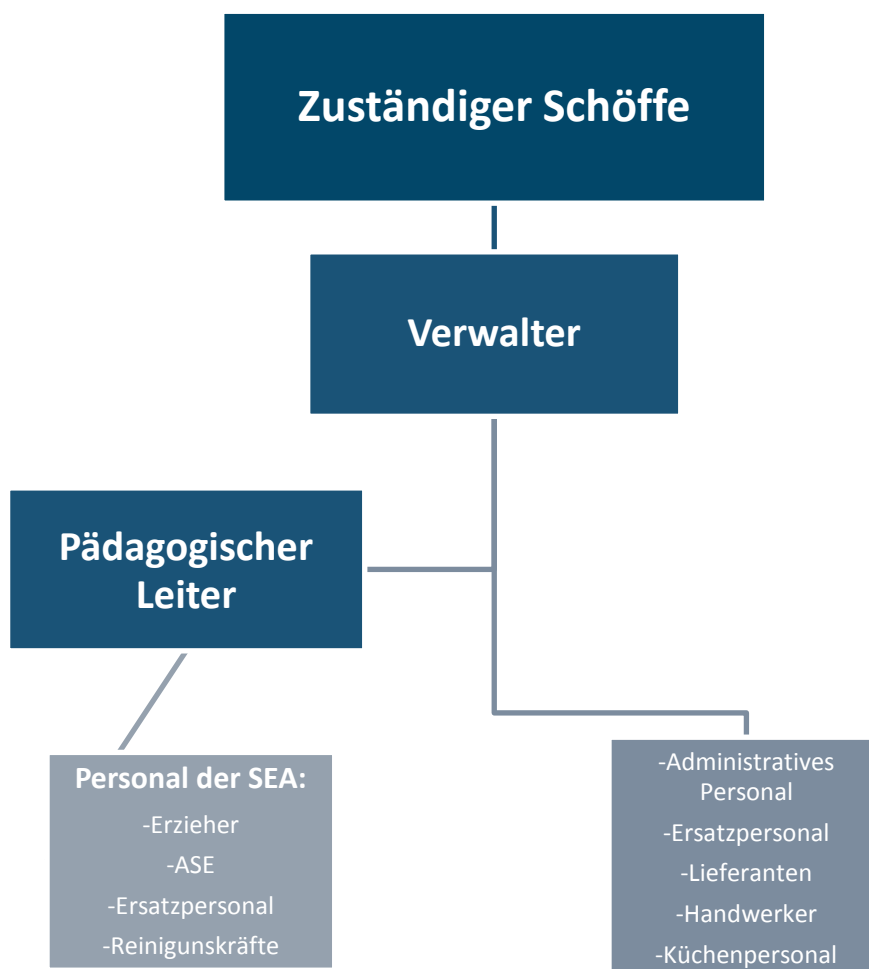 Zuständiger Schöffe
Verwalter
Pädagogischer
Leiter
Personal der SEA:
-Erzieher
-ASE
-Ersatzpersonal
-Reinigunskräfte
-Administratives
Personal
-Ersatzpersonal
-Lieferanten
-Handwerker
-Küchenpersonal